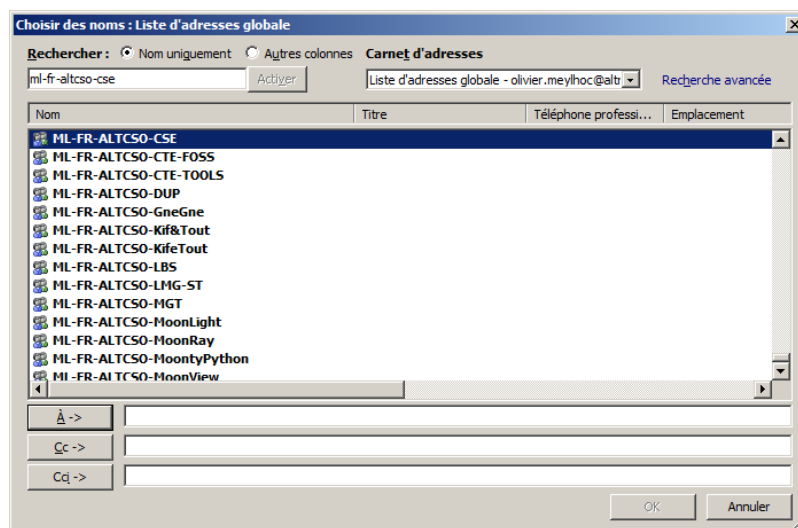 Choisir des noms : Liste d'adresses globale
Rechercher : Nom uniquement Autres colonnes Carnet d'adresses
ml-fr-altcso-cse Activer Liste d'adresses globale - olivier.meylhoc@altr Recherche avancée
Nom Titre Téléphone professi... Emplacement
ML-FR-ALTCSO-CSE
ML-FR-ALTCSO-CTE-FOSS
ML-FR-ALTCSO-CTE-TOOLS
ML-FR-ALTCSO-DUP
ML-FR-ALTCSO-GneGne
ML-FR-ALTCSO-Kif&Tout
ML-FR-ALTCSO-KifeTout
ML-FR-ALTCSO-LBS
ML-FR-ALTCSO-LMG-ST
ML-FR-ALTCSO-MGT
ML-FR-ALTCSO-MoonLight
ML-FR-ALTCSO-MoonRay
ML-FR-ALTCSO-MoontyPython
ML-FR-ALTCSO-MoonView
À ->
Cc ->
Cci ->
OK Annuler